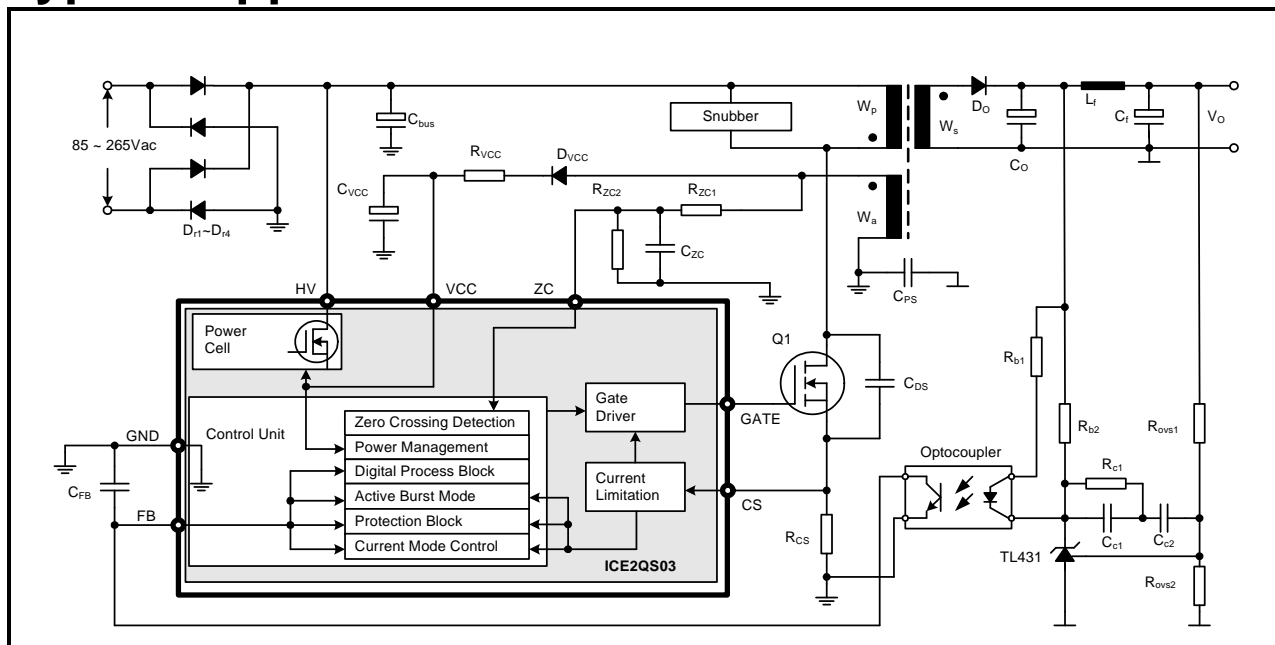 85 ~ 265Vac
Dr1~Dr4
Cbus
Snubber
Wp
Ws
DO
Lf
Cf
VO
CO
RVCC
DVCC
CVCC
RZC2
RZC1
CZC
Wa
CPS
HV
VCC
ZC
Power
Cell
Q1
CDS
Rb1
Gate
Driver
GATE
Control Unit
Zero Crossing Detection
Power Management
Digital Process Block
Active Burst Mode
Protection Block
Current Mode Control
Current
Limitation
CS
GND
CFB
FB
ICE2QS03
RCS
Optocoupler
Rb2
Rovs1
Rc1
Cc1
Cc2
TL431
Rovs2